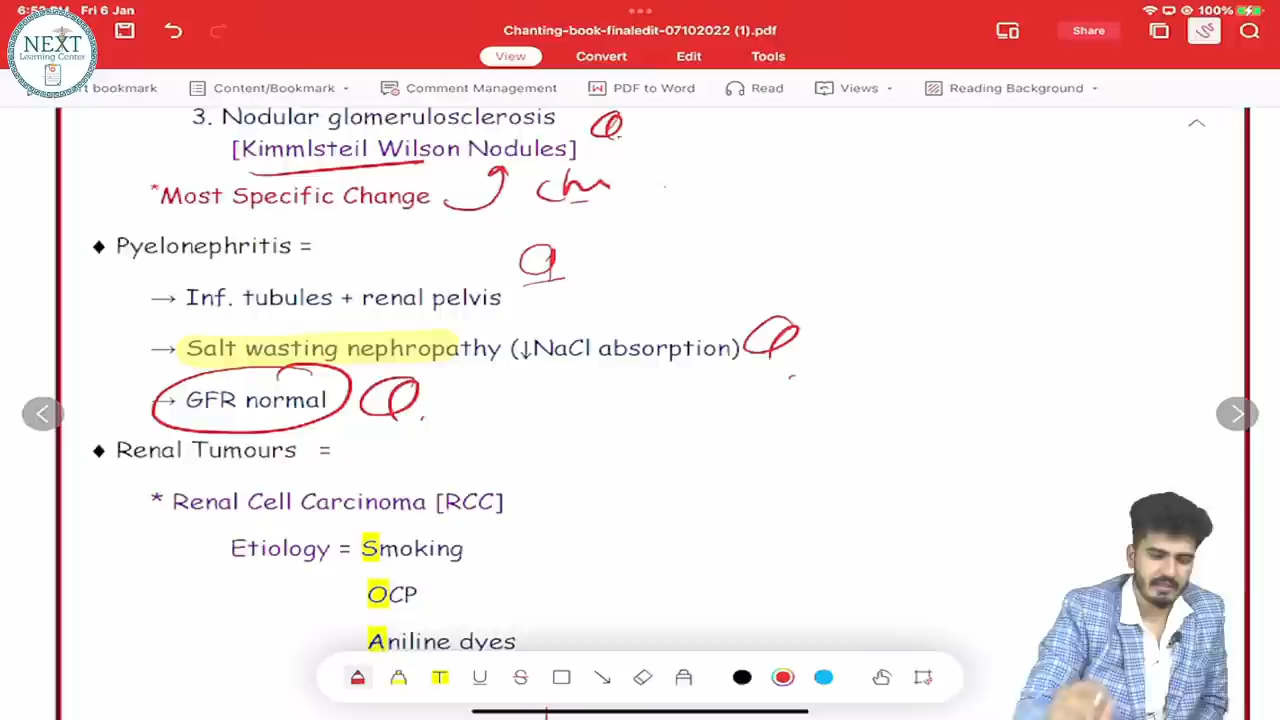 6:5 Fri 6 Jan
100%
NEXT
Learning Center
Chanting-book-finaledit-07102022 (1).pdf
Share
View Convert Edit Tools
bookmark Content/Bookmark Comment Management PDF to Word Read Views Reading Background
3. Nodular glomerulosclerosis
[Kimmlsteil Wilson Nodules]
*Most Specific Change
♦ Pyelonephritis =
→ Inf. tubules + renal pelvis
→ Salt wasting nephropathy (↓NaCl absorption)
→ GFR normal
♦ Renal Tumours =
* Renal Cell Carcinoma [RCC]
Etiology = Smoking
OCP
Aniline dyes